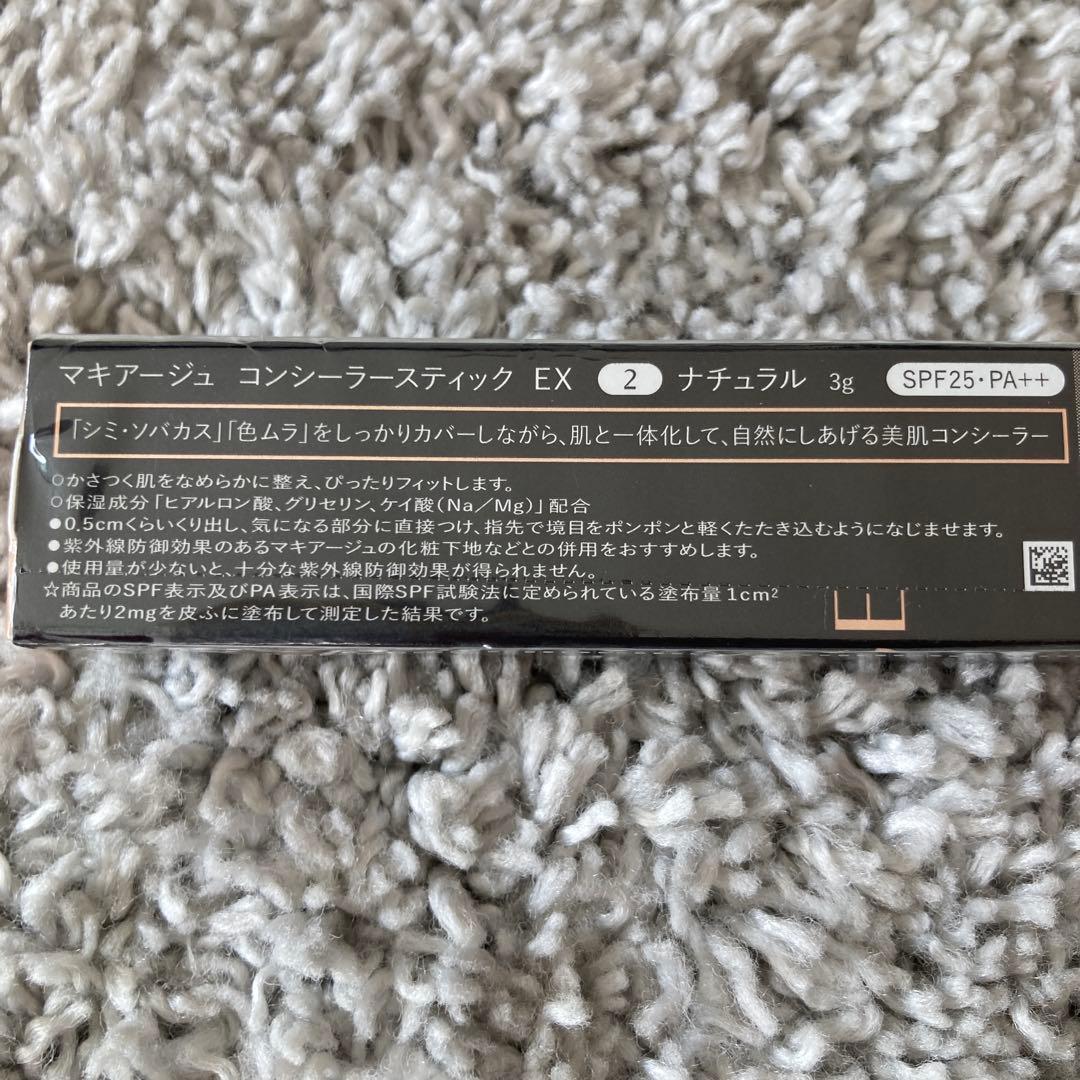 マキアージュ コンシーラースティック EX 2 ナチュラル 3g SPF25・PA++
「シミ・ソバカス」「色ムラ」をしっかりカバーしながら、肌と一体化して、自然にしあげる美肌コンシーラー
○かさつく肌をなめらかに整え、ぴったりフィットします。
○保湿成分「ヒアルロン酸、グリセリン、ケイ酸(Na/Mg)」配合
●0.5cmくらいくり出し、気になる部分に直接つけ、指先で境目をポンポンと軽くたたき込むようになじませます。
●紫外線防御効果のあるマキアージュの化粧下地などとの併用をおすすめします。
●使用量が少ないと、十分な紫外線防御効果が得られません。
☆商品のSPF表示及びPA表示は、国際SPF試験法に定められている塗布量1cm²
あたり2mgを皮ふに塗布して測定した結果です。
E